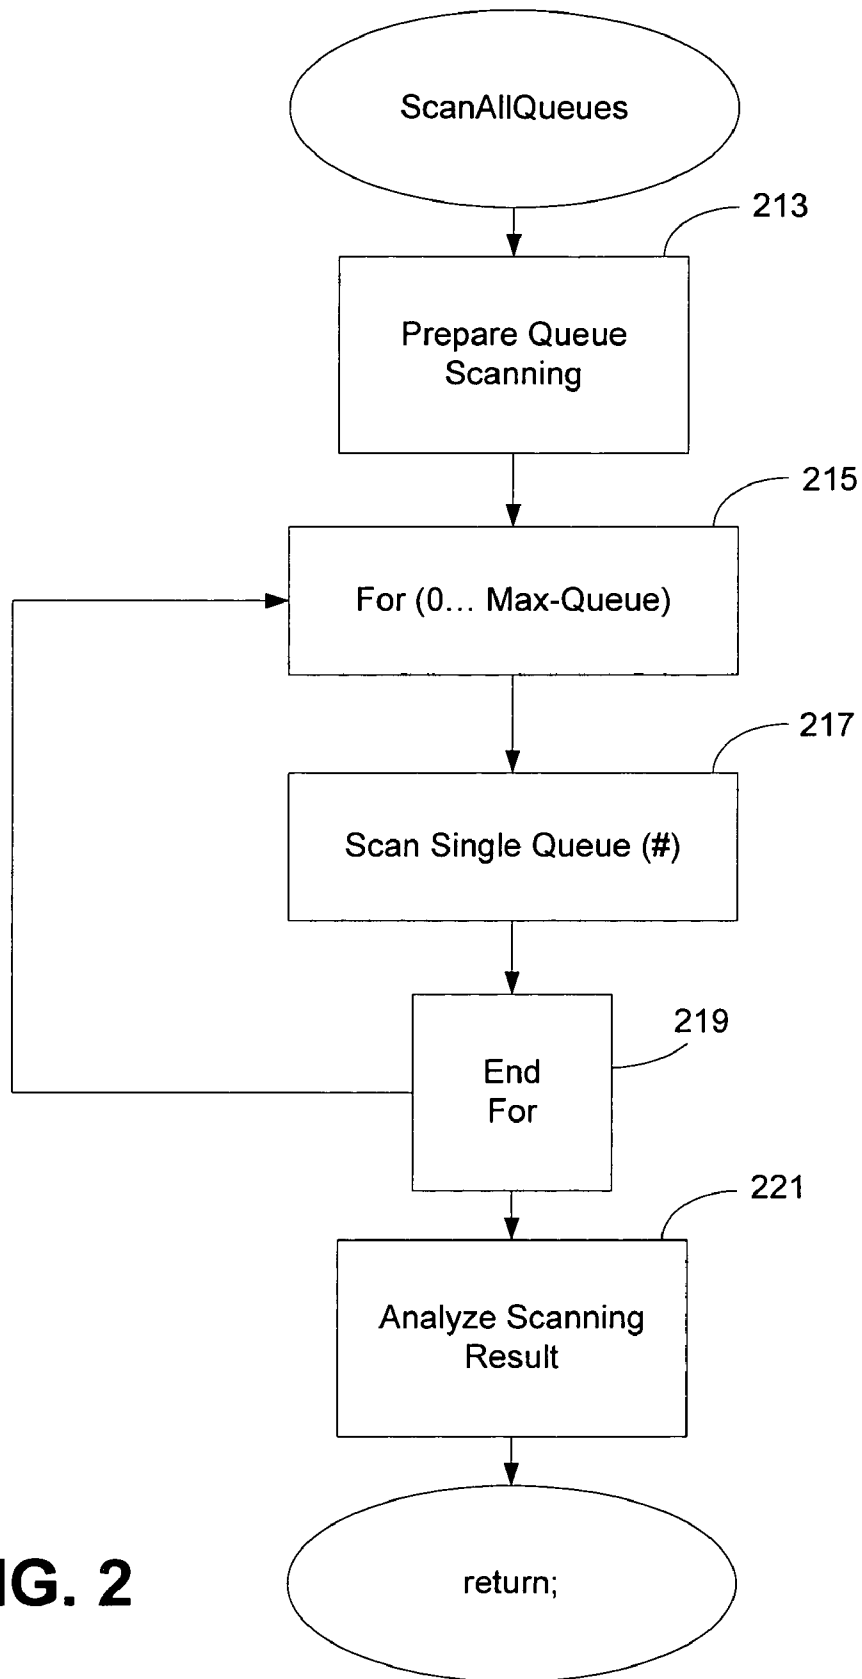 ScanAllQueues
213
Prepare Queue
Scanning
215
For (0... Max-Queue)
217
Scan Single Queue (#)
219
End
For
221
Analyze Scanning
Result
return;
IG. 2